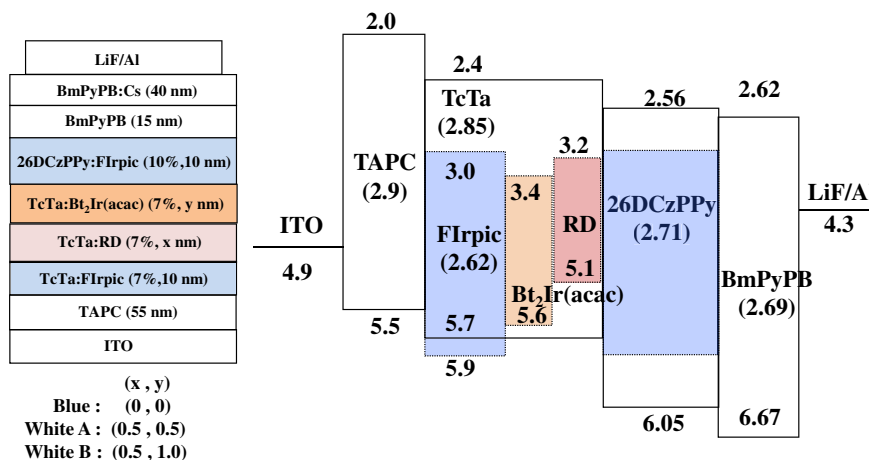 LiF/Al
BmPyPB:Cs (40 nm)
BmPyPB (15 nm)
26DCzPPy:FIrpic (10%,10 nm)
TcTa:Bt₂Ir(acac) (7%, y nm)
TcTa:RD (7%, x nm)
TcTa:FIrpic (7%,10 nm)
TAPC (55 nm)
ITO
(x , y)
Blue : (0 , 0)
White A : (0.5 , 0.5)
White B : (0.5 , 1.0)
ITO
4.9
2.0
TAPC
(2.9)
5.5
2.4
TcTa
(2.85)
3.0
FIrpic
(2.62)
5.7
5.9
3.4
Bt₂Ir(acac)
5.6
3.2
RD
5.1
2.56
26DCzPPy
(2.71)
6.05
2.62
BmPyPB
(2.69)
6.67
LiF/A
4.3